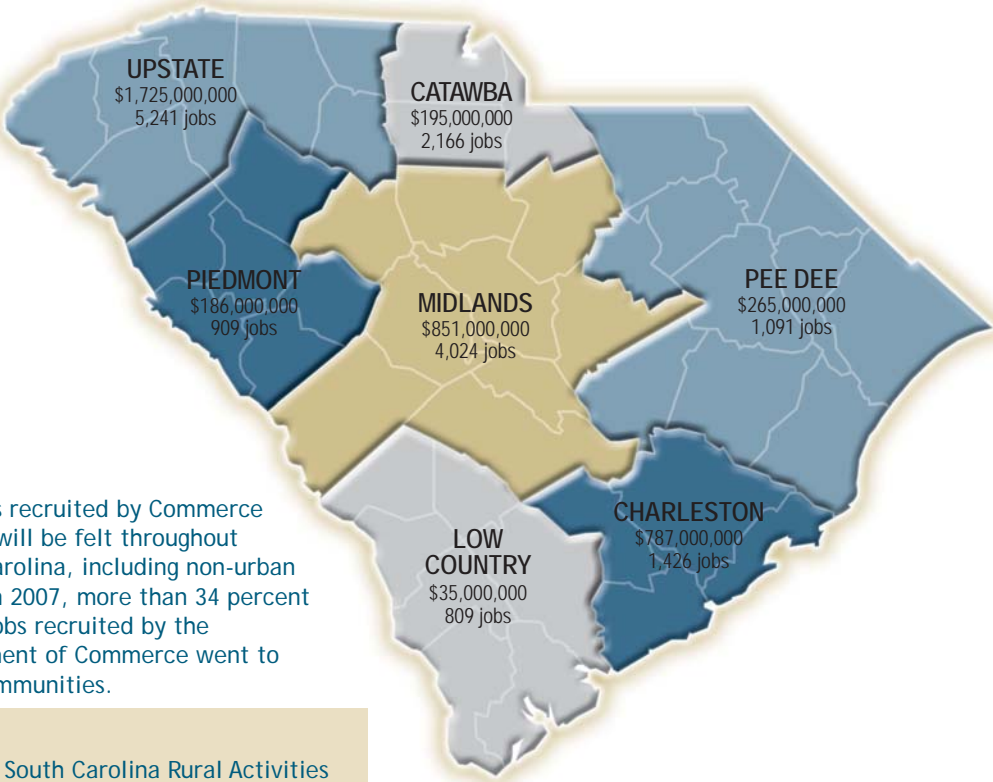 UPSTATE
$1,725,000,000
5,241 jobs
CATAWBA
$195,000,000
2,166 jobs
PIEDMONT
$186,000,000
909 jobs
MIDLANDS
$851,000,000
4,024 jobs
PEE DEE
$265,000,000
1,091 jobs
CHARLESTON
$787,000,000
1,426 jobs
LOW
COUNTRY
$35,000,000
809 jobs
s recruited by Commerce
will be felt throughout
arolina, including non-urban
n 2007, more than 34 percent
obs recruited by the
ment of Commerce went to
mmunities.
South Carolina Rural Activities